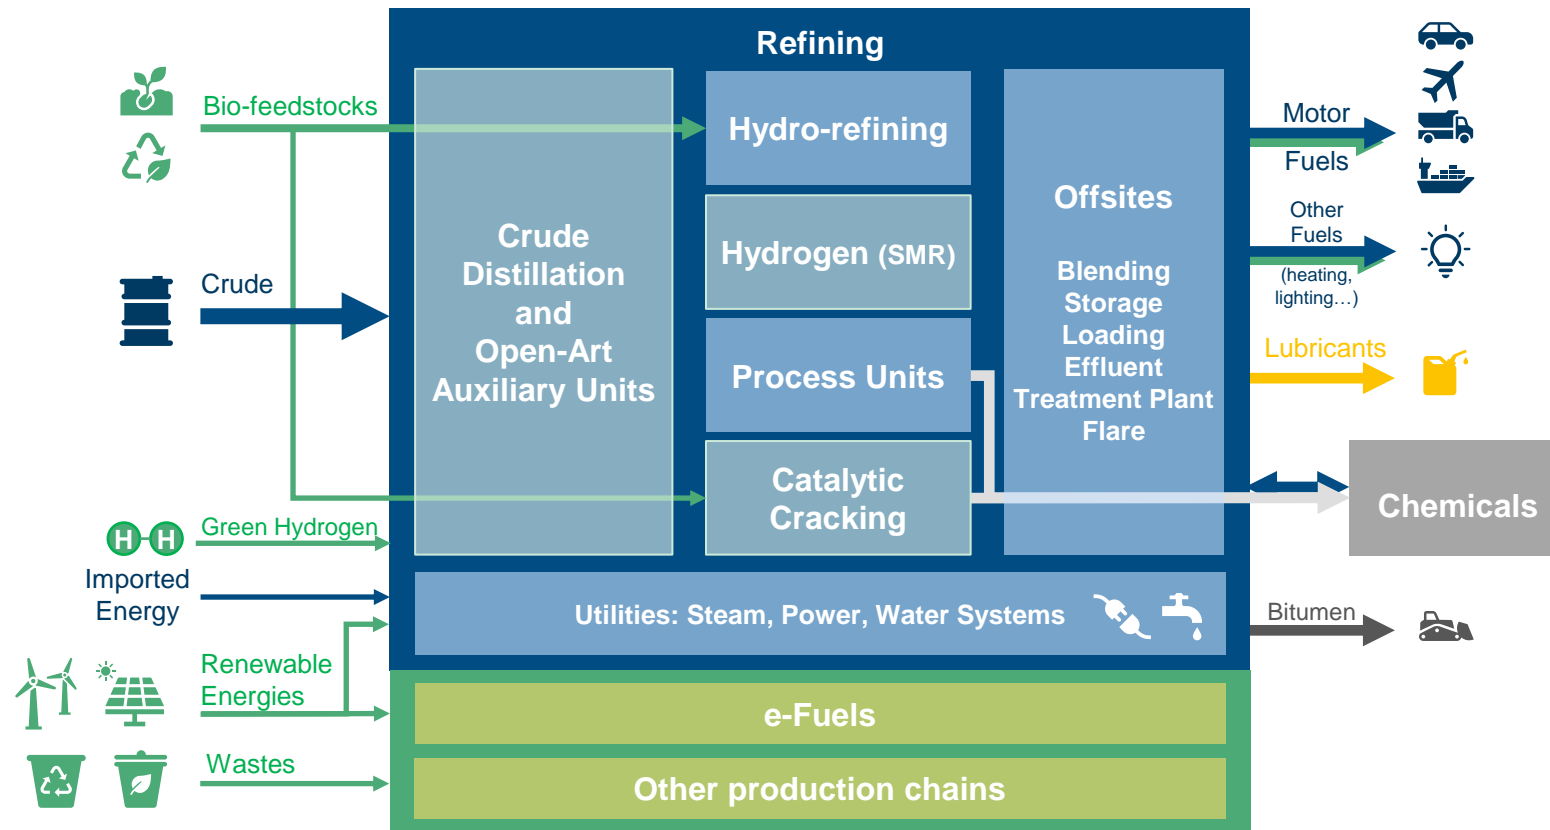 Refining
Bio-feedstocks
Crude
Green Hydrogen
H-H
Imported
Energy
Renewable
Energies
Wastes
Crude
Distillation
and
Open-Art
Auxiliary Units
Hydro-refining
Hydrogen (SMR)
Process Units
Catalytic
Cracking
Offsites
Blending
Storage
Loading
Effluent
Treatment Plant
Flare
Utilities: Steam, Power, Water Systems
e-Fuels
Other production chains
Motor
Fuels
Other
Fuels
(heating,
lighting…)
Lubricants
Chemicals
Bitumen